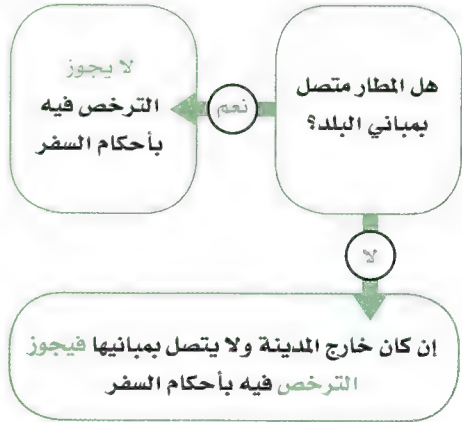 هل المطار متصل
بمباني البلد؟
نعم
لا يجوز
الترخص فيه
بأحكام السفر
لا
إن كان خارج المدينة ولا يتصل بمبانيها فيجوز
الترخص فيه بأحكام السفر